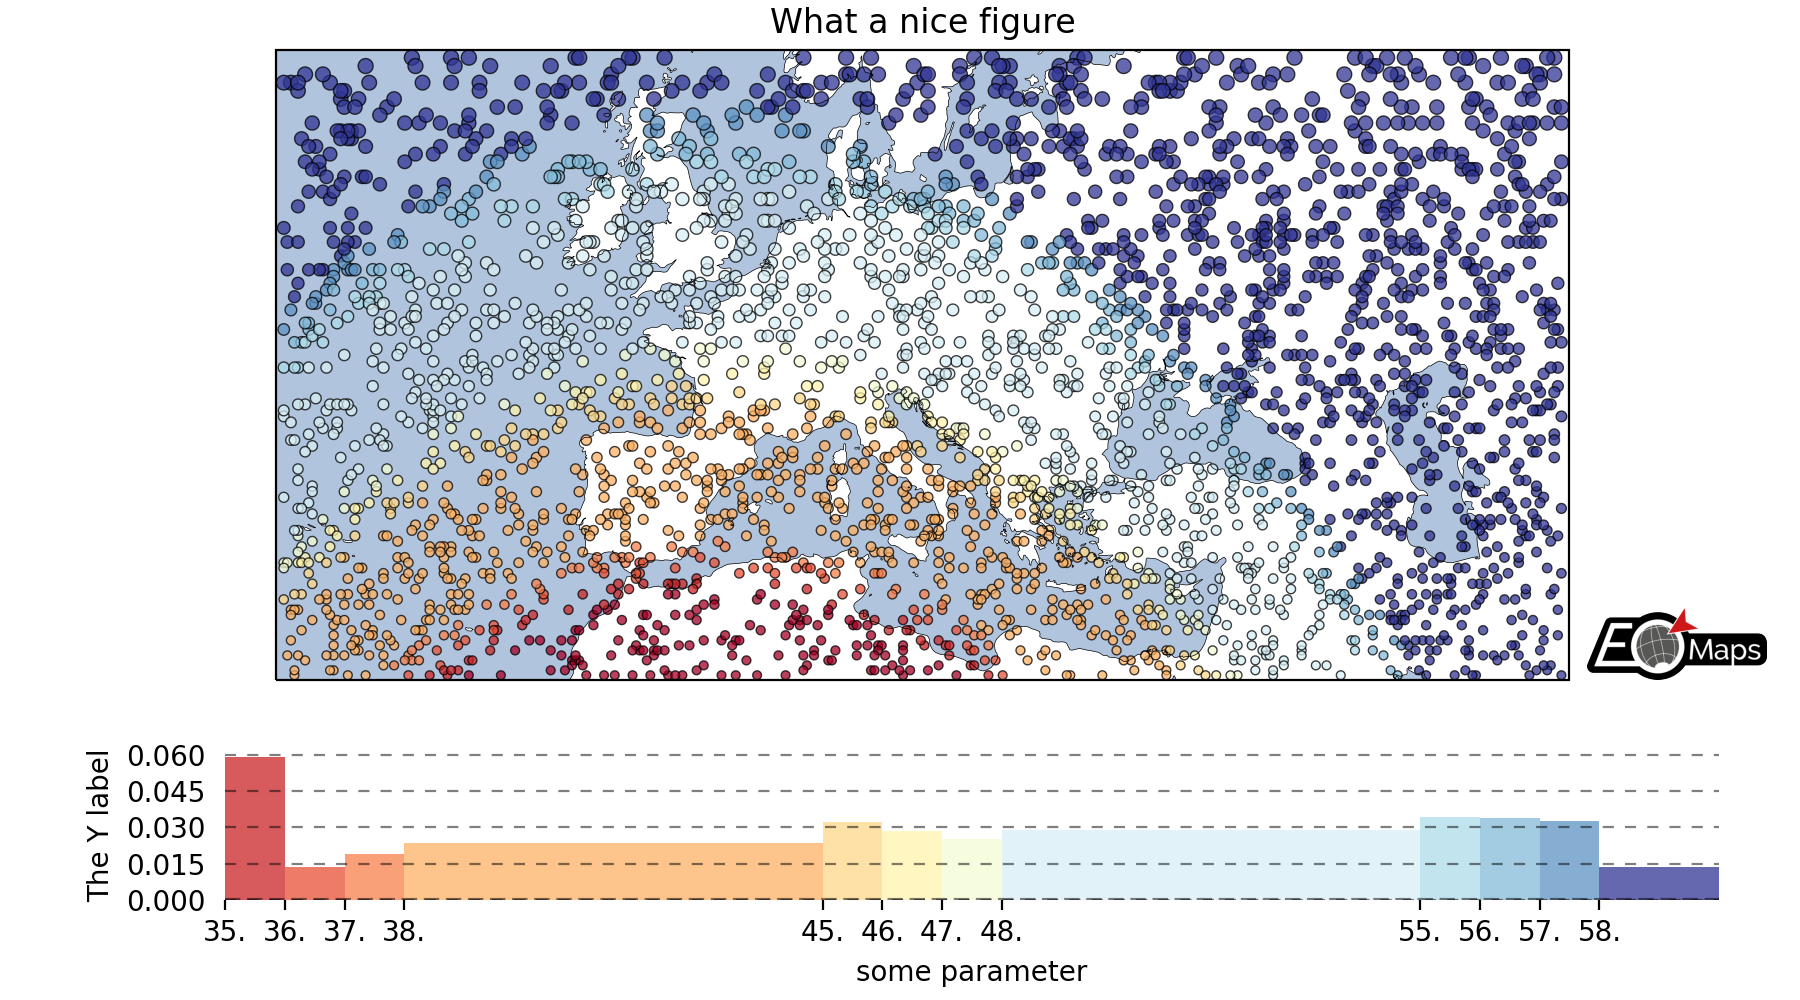 What a nice figure
EO Maps
The Y label
0.060
0.045
0.030
0.015
0.000
35. 36. 37. 38. 45. 46. 47. 48. 55. 56. 57. 58.
some parameter